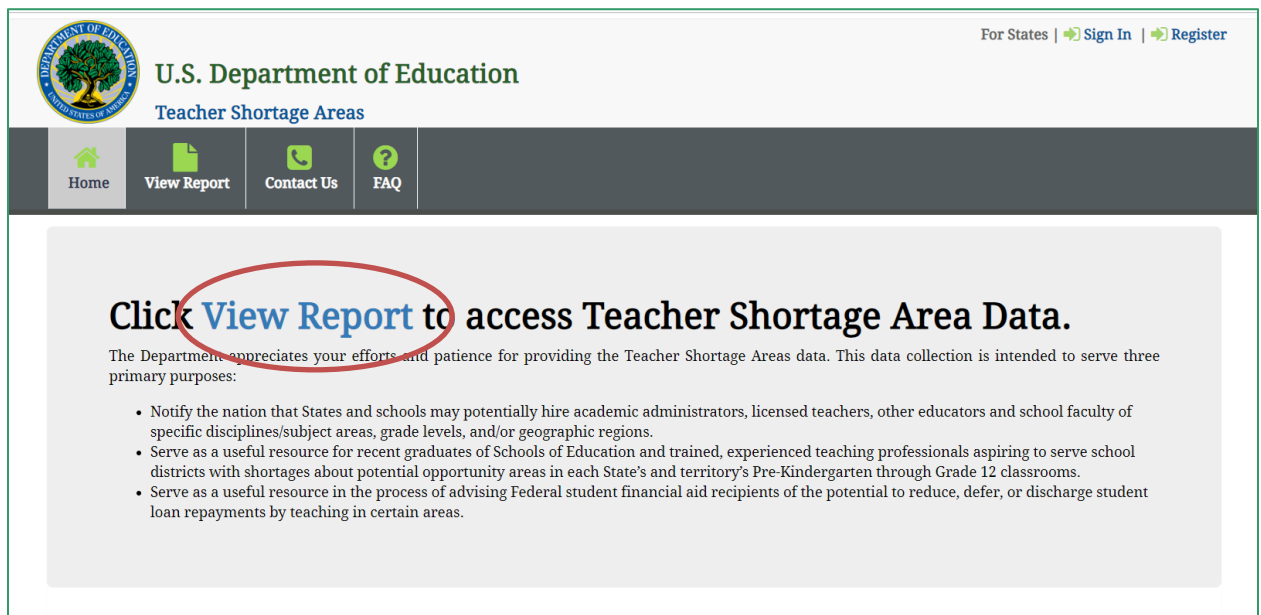 DEPARTMENT OF EDUCATION
UNITED STATES OF AMERICA
For States | Sign In | Register
U.S. Department of Education
Teacher Shortage Areas
Home View Report Contact Us FAQ
Click View Report to access Teacher Shortage Area Data.
The Department appreciates your efforts and patience for providing the Teacher Shortage Areas data. This data collection is intended to serve three
primary purposes:
• Notify the nation that States and schools may potentially hire academic administrators, licensed teachers, other educators and school faculty of
specific disciplines/subject areas, grade levels, and/or geographic regions.
• Serve as a useful resource for recent graduates of Schools of Education and trained, experienced teaching professionals aspiring to serve school
districts with shortages about potential opportunity areas in each State's and territory's Pre-Kindergarten through Grade 12 classrooms.
• Serve as a useful resource in the process of advising Federal student financial aid recipients of the potential to reduce, defer, or discharge student
loan repayments by teaching in certain areas.